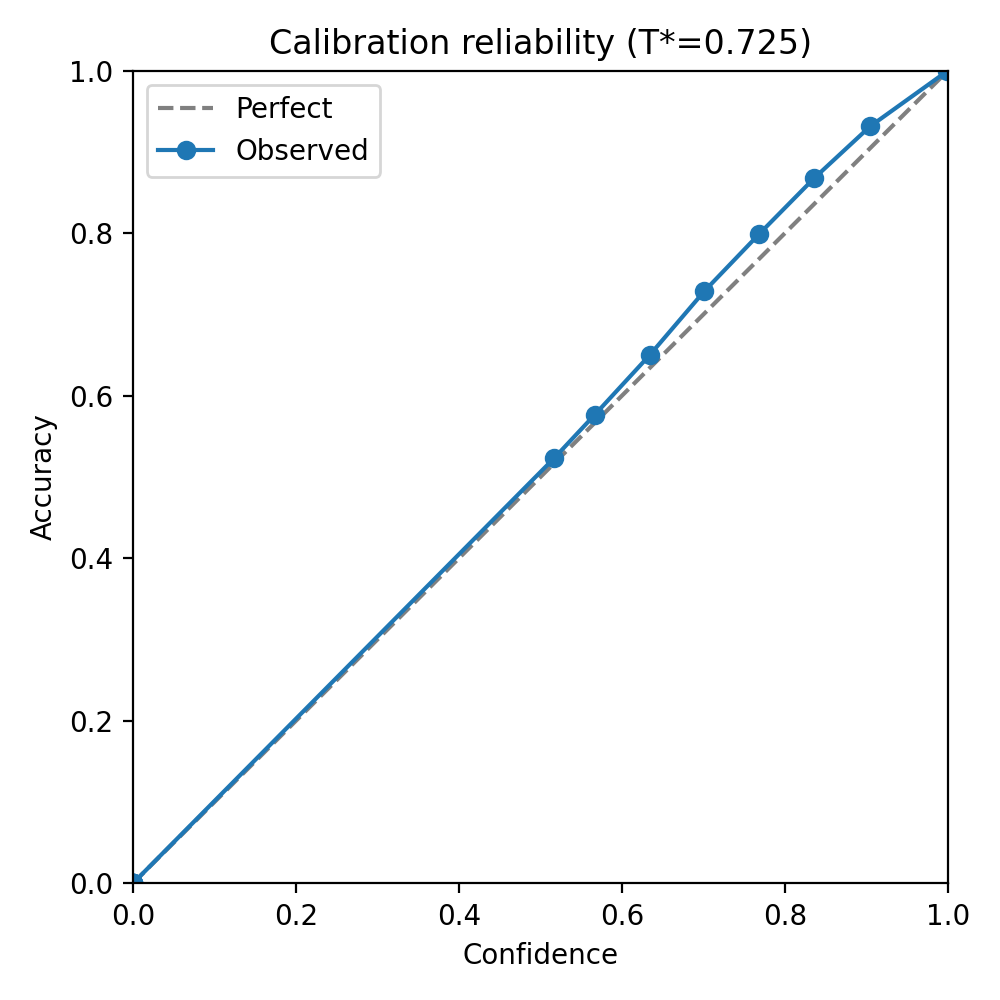 Calibration reliability (T*=0.725)
1.0
Perfect
Observed
0.8
0.6
Accuracy
0.4
0.2
0.0
0.0 0.2 0.4 0.6 0.8 1.0
Confidence